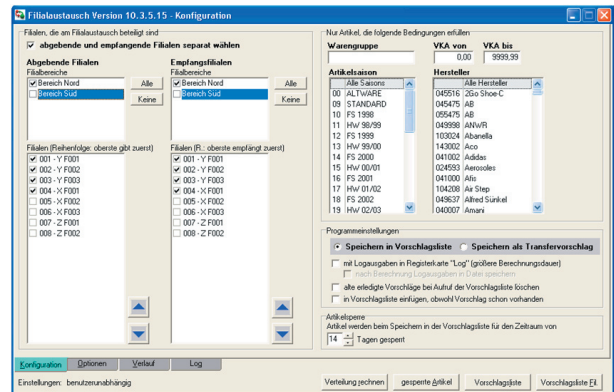 Filialaustausch Version 10.3.5.15 - Konfiguration
Filialen, die am Filialaustausch beteiligt sind
abgebende und empfangende Filialen separat wählen
Abgebende Filialen
Filialbereiche
Bereich Nord
Bereich Süd
Alle
Keine
Empfangsfilialen
Filialbereiche
Bereich Nord
Bereich Süd
Alle
Keine
Filialen (Reihenfolge: oberste gibt zuerst)
001 - Y F001
002 - Y F002
003 - Y F003
004 - X F001
005 - X F002
006 - X F003
007 - Z F001
008 - Z F002
Filialen (R.: oberste empfängt zuerst)
001 - Y F001
002 - Y F002
003 - Y F003
004 - X F001
005 - X F002
006 - X F003
007 - Z F001
008 - Z F002
Nur Artikel, die folgende Bedingungen erfüllen
Warengruppe
VKA von
0,00
VKA bis
9999,99
Artikelsaison
Alle Saisons
00 ALTWARE
09 STANDARD
10 FS 1998
11 HW 98/99
12 FS 1999
13 HW 99/00
14 FS 2000
15 HW 00/01
16 FS 2001
17 HW 01/02
18 FS 2002
19 HW 02/03
Hersteller
Alle Hersteller
045516 2Go Shoe-C
045475 AB
055475 AB
049998 ANWR
103024 Abanella
143002 Aco
041002 Adidas
024593 Aerosoles
041000 Afis
104208 Air Step
049637 Alfred Sünkel
040007 Amani
Programmeinstellungen
Speichern in Vorschlagsliste
Speichern als Transfervorschlag
mit Logausgaben in Registerkarte "Log" (größere Berechnungsdauer)
nach Berechnung Logausgaben in Datei speichern
alte erledigte Vorschläge bei Aufruf der Vorschlagsliste löschen
in Vorschlagsliste einfügen, obwohl Vorschlag schon vorhanden
Artikelsperre
Artikel werden beim Speichern in der Vorschlagsliste für den Zeitraum von
14 Tagen gesperrt
Konfiguration
Optionen
Verlauf
Log
Einstellungen: benutzerunabhängig
Verteilung rechnen
gesperrte Artikel
Vorschlagsliste
Vorschlagsliste Fil.